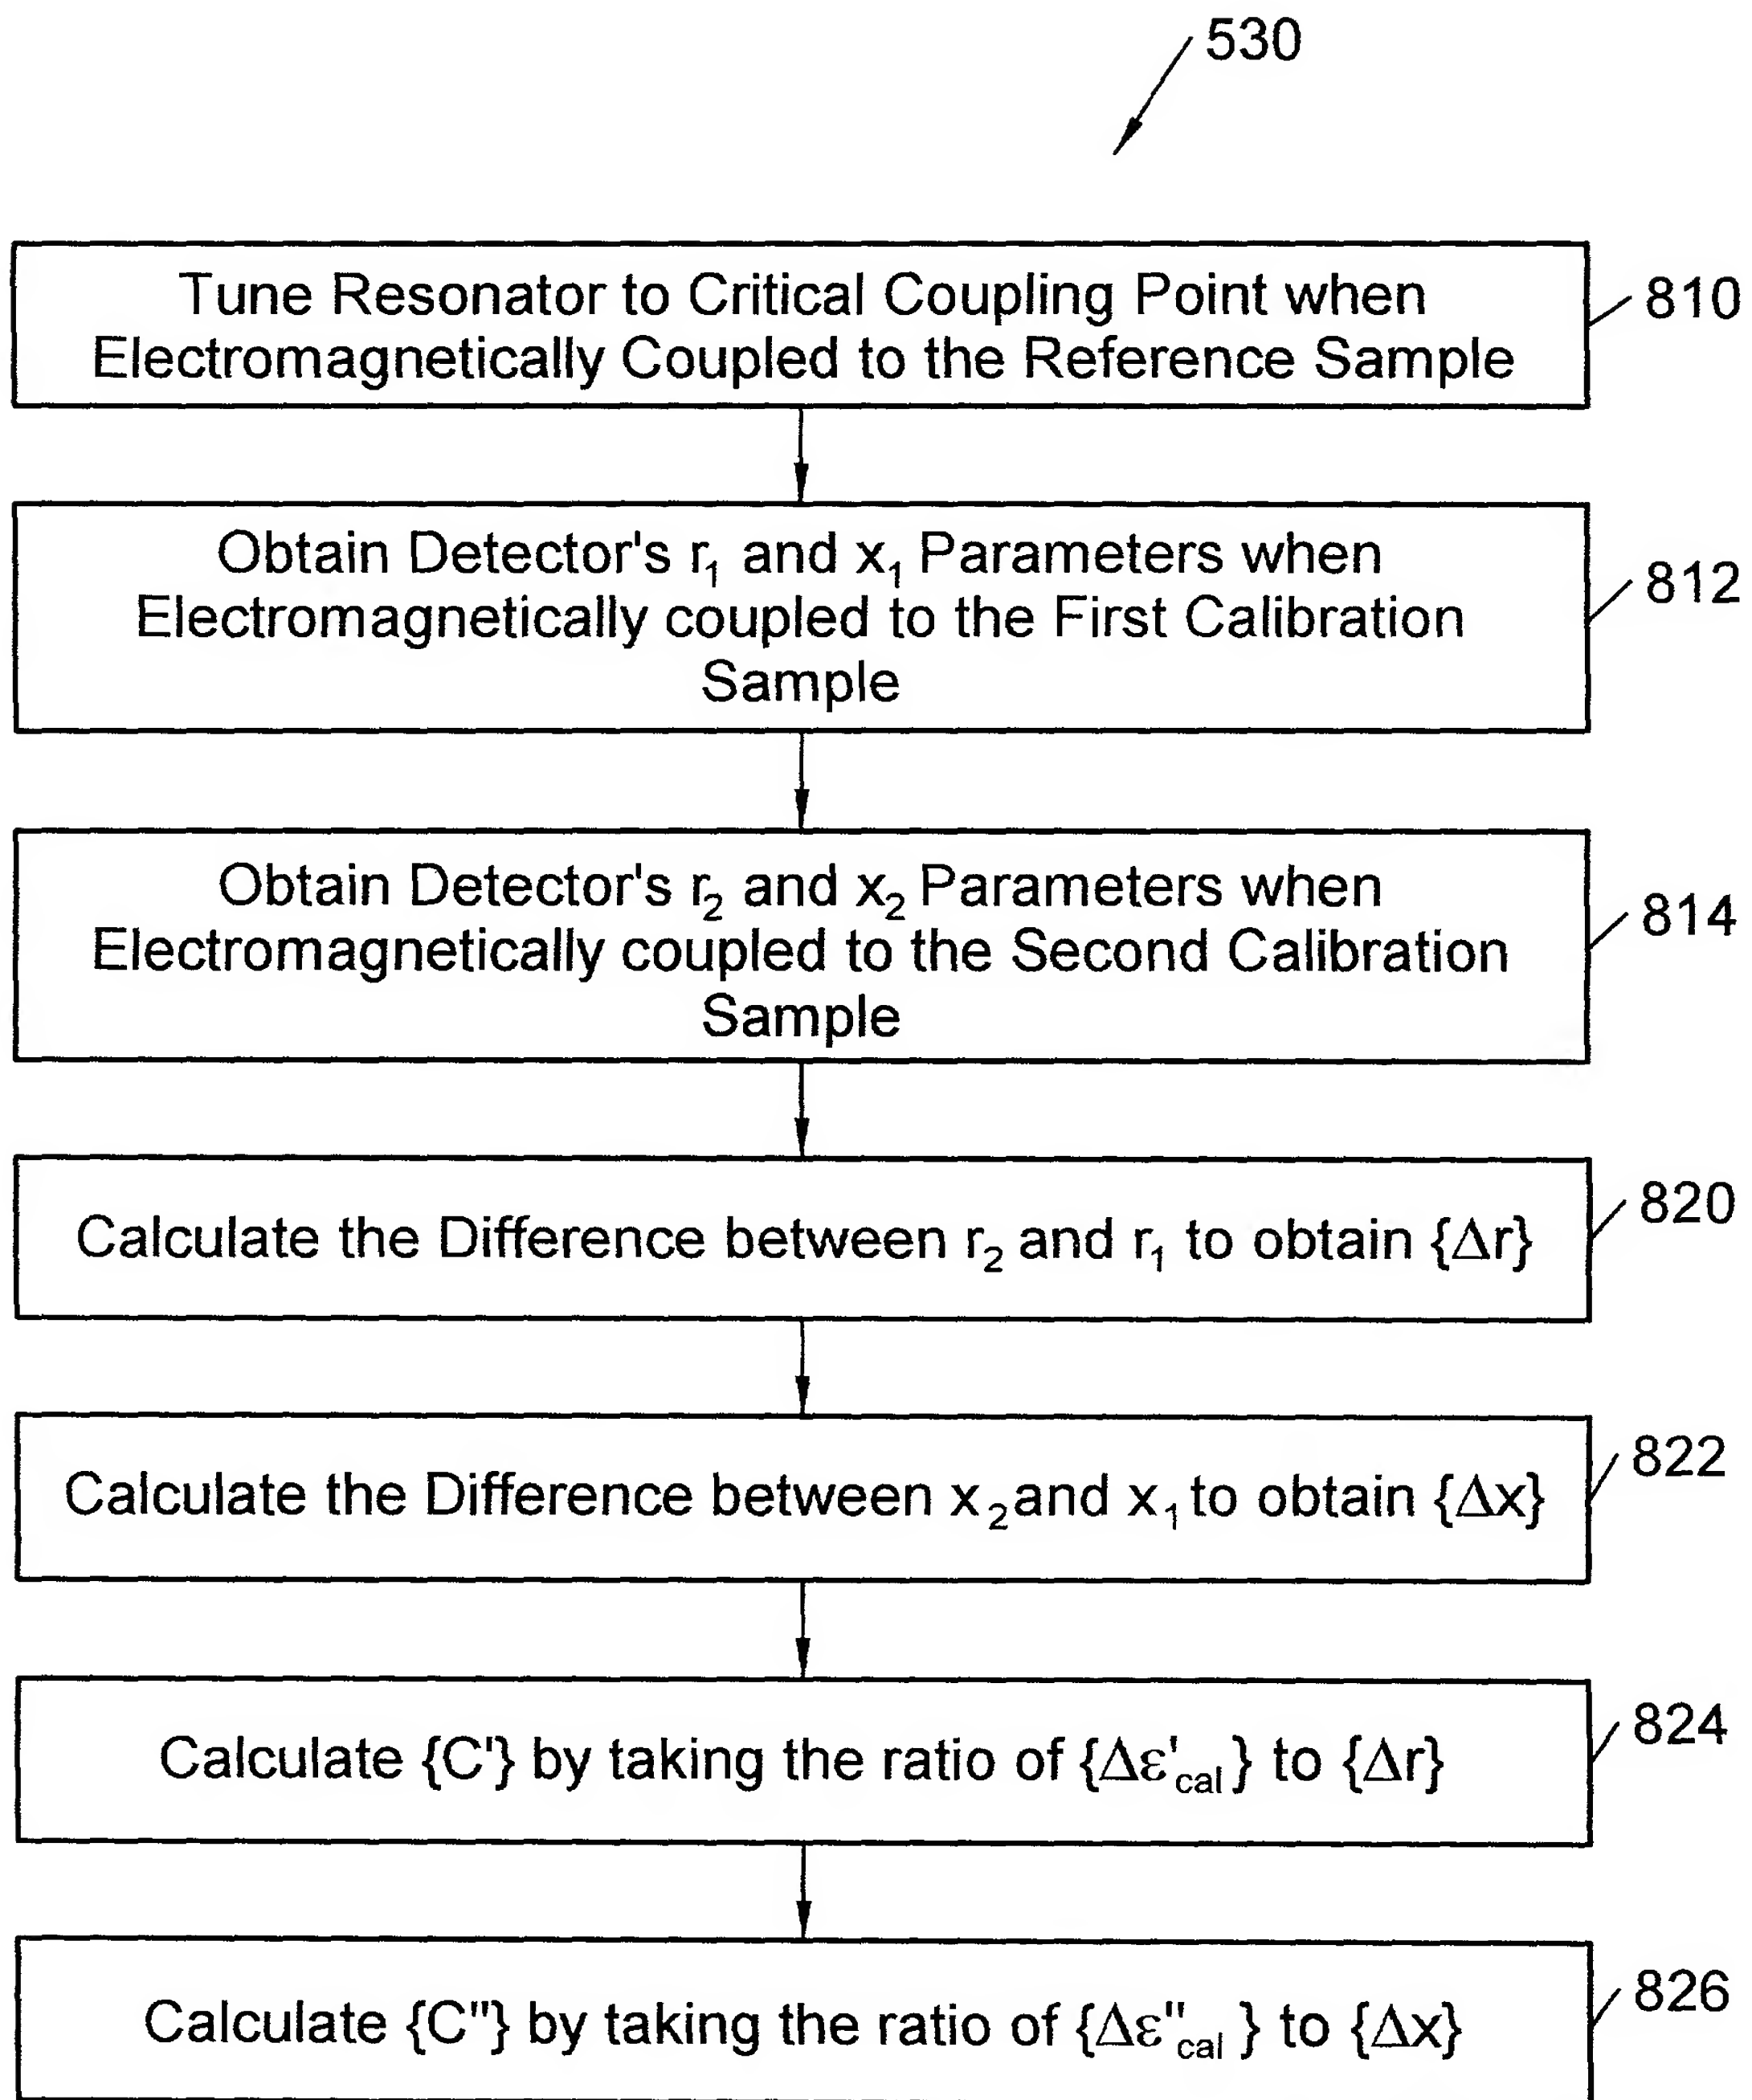 530
Tune Resonator to Critical Coupling Point when
Electromagnetically Coupled to the Reference Sample
810
Obtain Detector's r₁ and x₁ Parameters when
Electromagnetically coupled to the First Calibration
Sample
812
Obtain Detector's r₂ and x₂ Parameters when
Electromagnetically coupled to the Second Calibration
Sample
814
Calculate the Difference between r₂ and r₁ to obtain {Δr}
820
Calculate the Difference between x₂ and x₁ to obtain {Δx}
822
Calculate {C'} by taking the ratio of {Δε'cal} to {Δr}
824
Calculate {C"} by taking the ratio of {Δε"cal} to {Δx}
826